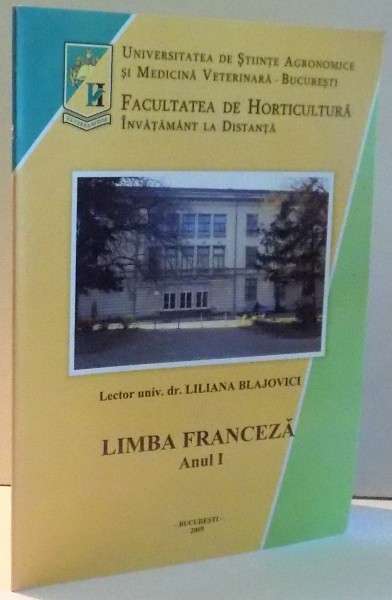 UNIVERSITATEA DE ȘTIINȚE AGRONOMICE
ȘI MEDICINĂ VETERINARĂ - BUCUREȘTI
FACULTATEA DE HORTICULTURĂ
ÎNVĂȚĂMÂNT LA DISTANȚĂ
Lector univ. dr. LILIANA BLAJOVICI
LIMBA FRANCEZĂ
Anul I
-BUCUREȘTI-
2009